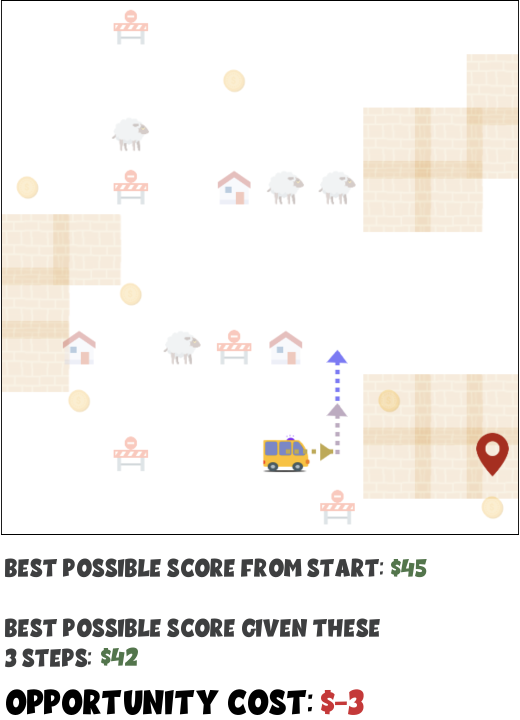 BEST POSSIBLE SCORE FROM START: $45
BEST POSSIBLE SCORE GIVEN THESE
3 STEPS: $42
OPPORTUNITY COST: $-3